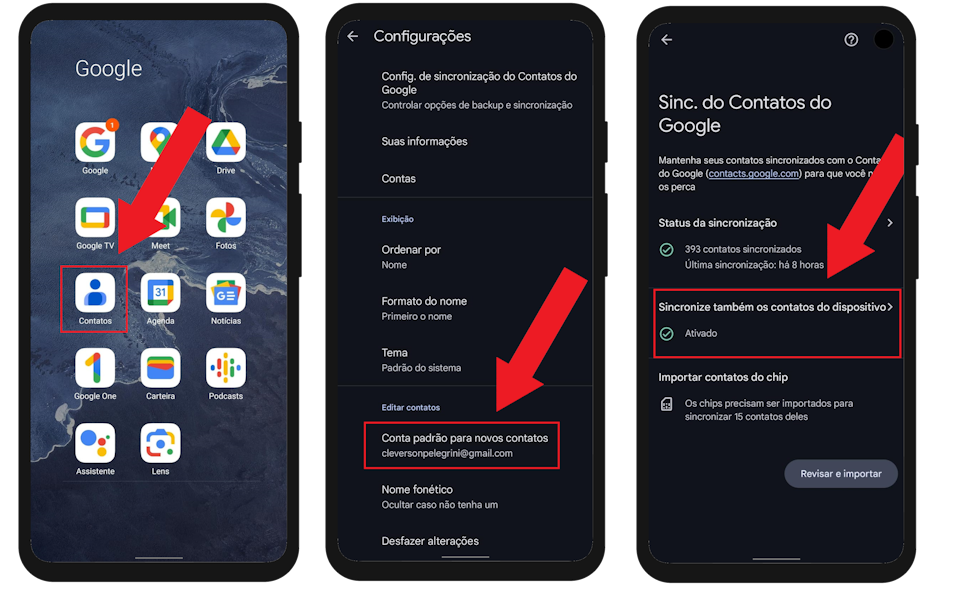 Google
1
Google
Drive
Google TV
Meet
Fotos
31
Contatos
Agenda
Notícias
Google One
Carteira
Podcasts
Assistente
Lens
Configurações
Config. de sincronização do Contatos do
Google
Controlar opções de backup e sincronização
Suas informações
Contas
Exibição
Ordenar por
Nome
Formato do nome
Primeiro o nome
Tema
Padrão do sistema
Editar contatos
Conta padrão para novos contatos
cleversonpelegrini@gmail.com
Nome fonético
Ocultar caso não tenha um
Desfazer alterações
Sinc. do Contatos do
Google
Mantenha seus contatos sincronizados com o
do Google (contacts.google.com) para que você
os perca
Status da sincronização
393 contatos sincronizados
Última sincronização: há 8 horas
Sincronize também os contatos do dispositivo
Ativado
Importar contatos do chip
Os chips precisam ser importados para
sincronizar 15 contatos deles
Revisar e importar